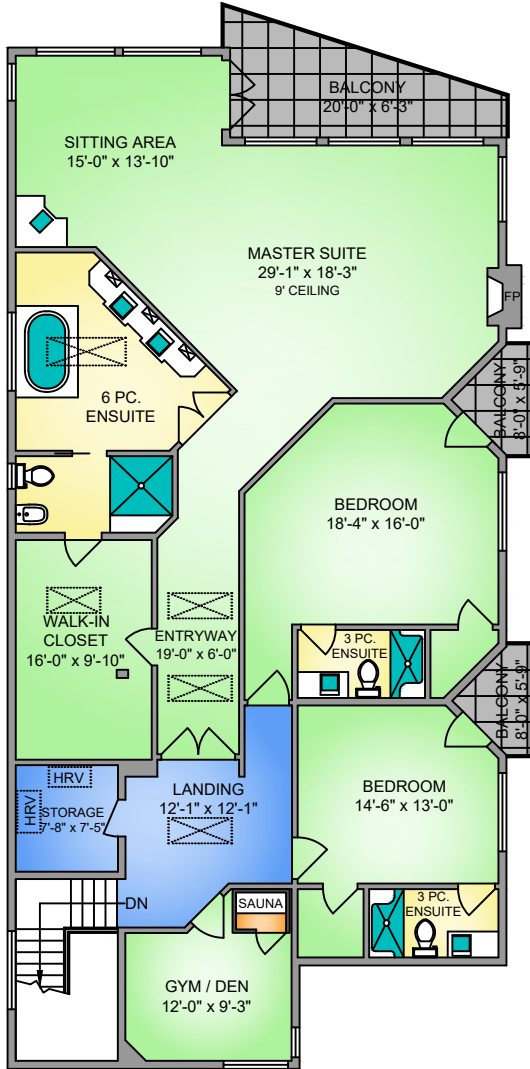 BALCONY
20'-0" x 6'-3"
SITTING AREA
15'-0" x 13'-10"
MASTER SUITE
29'-1" x 18'-3"
9' CEILING
FP
BALCONY
8'-0" x 5'-9"
6 PC.
ENSUITE
BEDROOM
18'-4" x 16'-0"
WALK-IN
CLOSET
16'-0" x 9'-10"
ENTRYWAY
19'-0" x 6'-0"
3 PC.
ENSUITE
BALCONY
8'-0" x 5'-9"
HRV
HRV
STORAGE
7'-8" x 7'-5"
LANDING
12'-1" x 12'-1"
BEDROOM
14'-6" x 13'-0"
DN
SAUNA
3 PC.
ENSUITE
GYM / DEN
12'-0" x 9'-3"